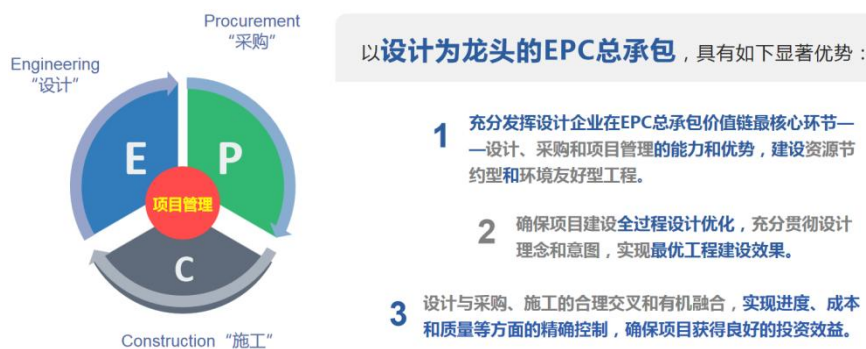 Procurement
“采购”
Engineering
“设计”
E
P
项目管理
C
Construction “施工”
以设计为龙头的EPC总承包，具有如下显著优势：
1
充分发挥设计企业在EPC总承包价值链最核心环节—
—设计、采购和项目管理的能力和优势，建设资源节
约型和环境友好型工程。
2
确保项目建设全过程设计优化，充分贯彻设计
理念和意图，实现最优工程建设效果。
3
设计与采购、施工的合理交叉和有机融合，实现进度、成本
和质量等方面的精确控制，确保项目获得良好的投资效益。